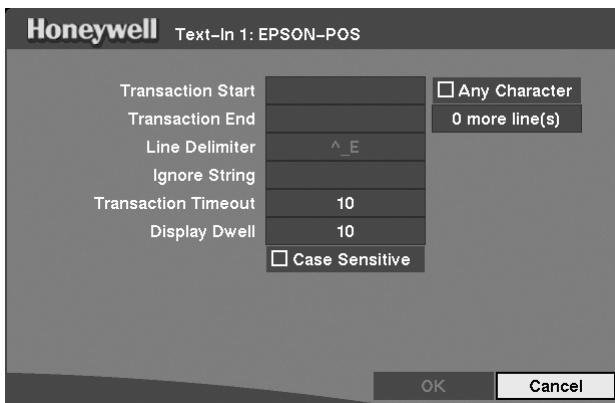 Honeywell Text-In 1: EPSON-POS
Transaction Start Any Character
Transaction End 0 more line(s)
Line Delimiter ^_E
Ignore String
Transaction Timeout 10
Display Dwell 10
Case Sensitive
OK Cancel